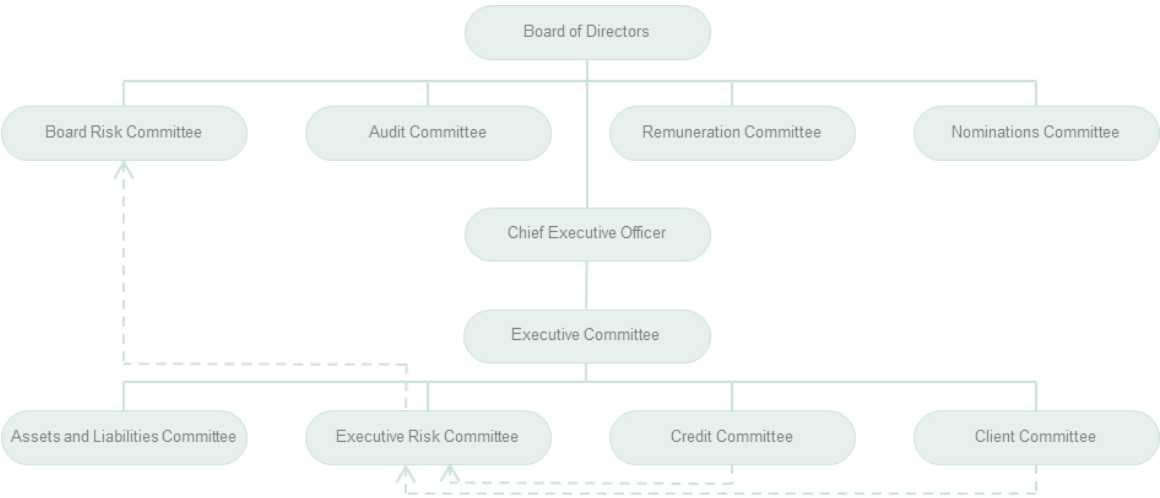 Board of Directors
Board Risk Committee
Audit Committee
Remuneration Committee
Nominations Committee
Chief Executive Officer
Executive Committee
Assets and Liabilities Committee
Executive Risk Committee
Credit Committee
Client Committee